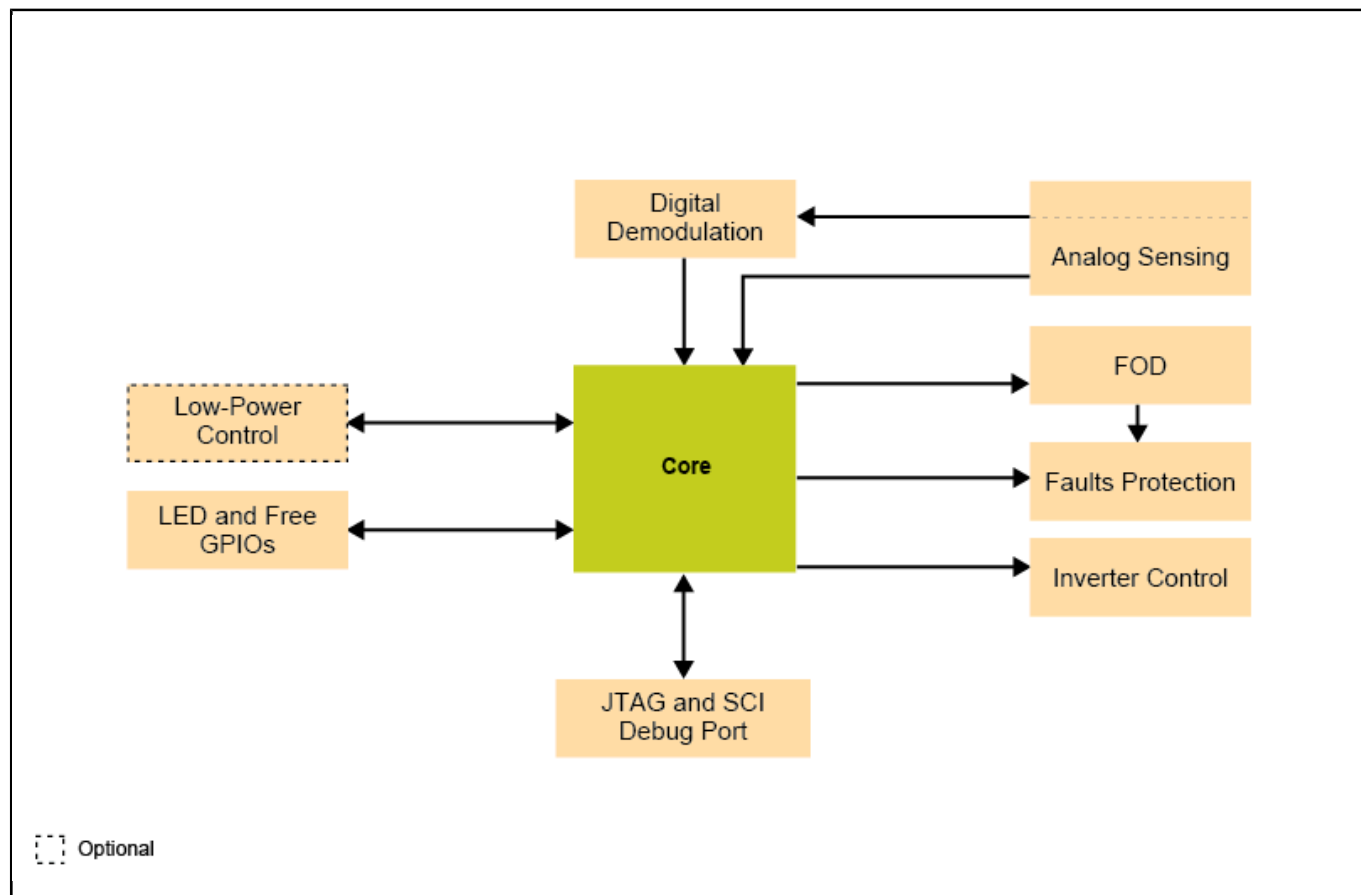 Digital
Demodulation
Analog Sensing
FOD
Low-Power
Control
Core
Faults Protection
LED and Free
GPIOs
Inverter Control
JTAG and SCI
Debug Port
Optional